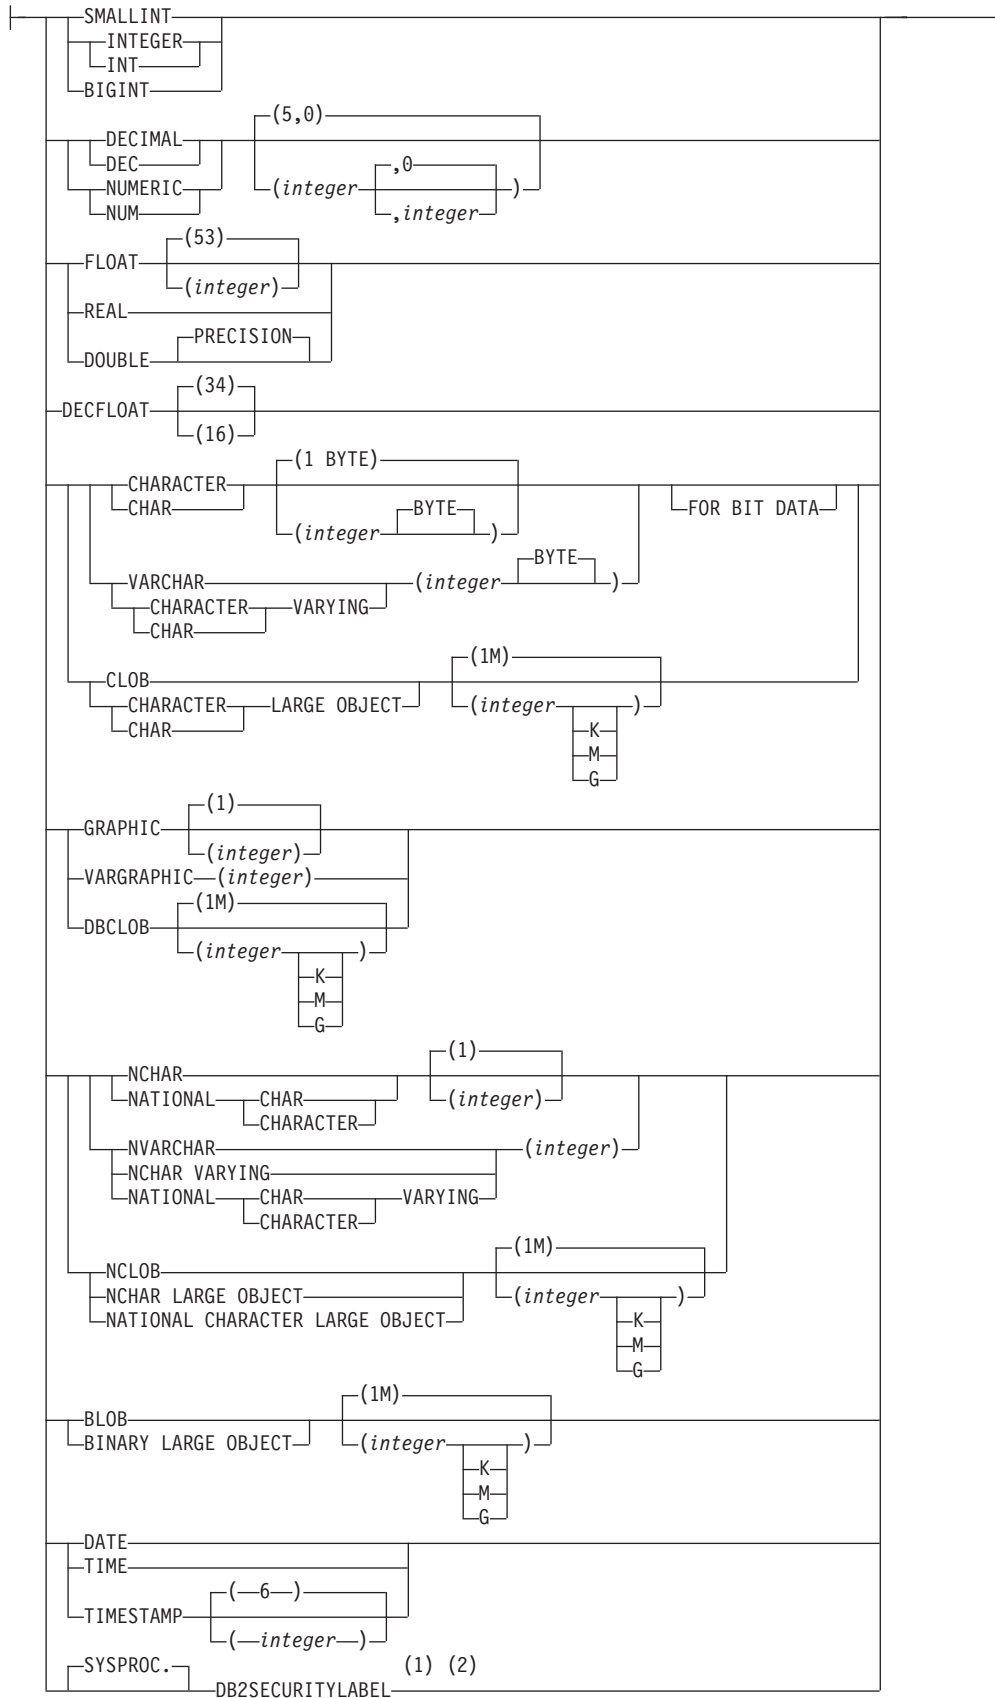 SMALLINT
INTEGER
INT
BIGINT
(5,0)
DECIMAL
DEC
,0
NUMERIC
(integer )
NUM
,integer
(53)
FLOAT
(integer)
REAL
PRECISION
DOUBLE
(34)
DECFLOAT
(16)
(1 BYTE)
CHARACTER
CHAR
BYTE
FOR BIT DATA
(integer )
BYTE
VARCHAR (integer )
CHARACTER VARYING
CHAR
(1M)
CLOB
CHARACTER LARGE OBJECT (integer )
CHAR
K
M
G
(1)
GRAPHIC
(integer)
VARGRAPHIC (integer)
(1M)
DBCLOB
(integer )
K
M
G
(1)
NCHAR
NATIONAL CHAR (integer)
CHARACTER
NVARCHAR (integer)
NCHAR VARYING
NATIONAL CHAR VARYING
CHARACTER
(1M)
NCLOB
NCHAR LARGE OBJECT (integer )
NATIONAL CHARACTER LARGE OBJECT
K
M
G
(1M)
BLOB
BINARY LARGE OBJECT (integer )
K
M
G
DATE
TIME
( 6 )
TIMESTAMP
( integer )
SYSPROC. (1) (2)
DB2SECURITYLABEL